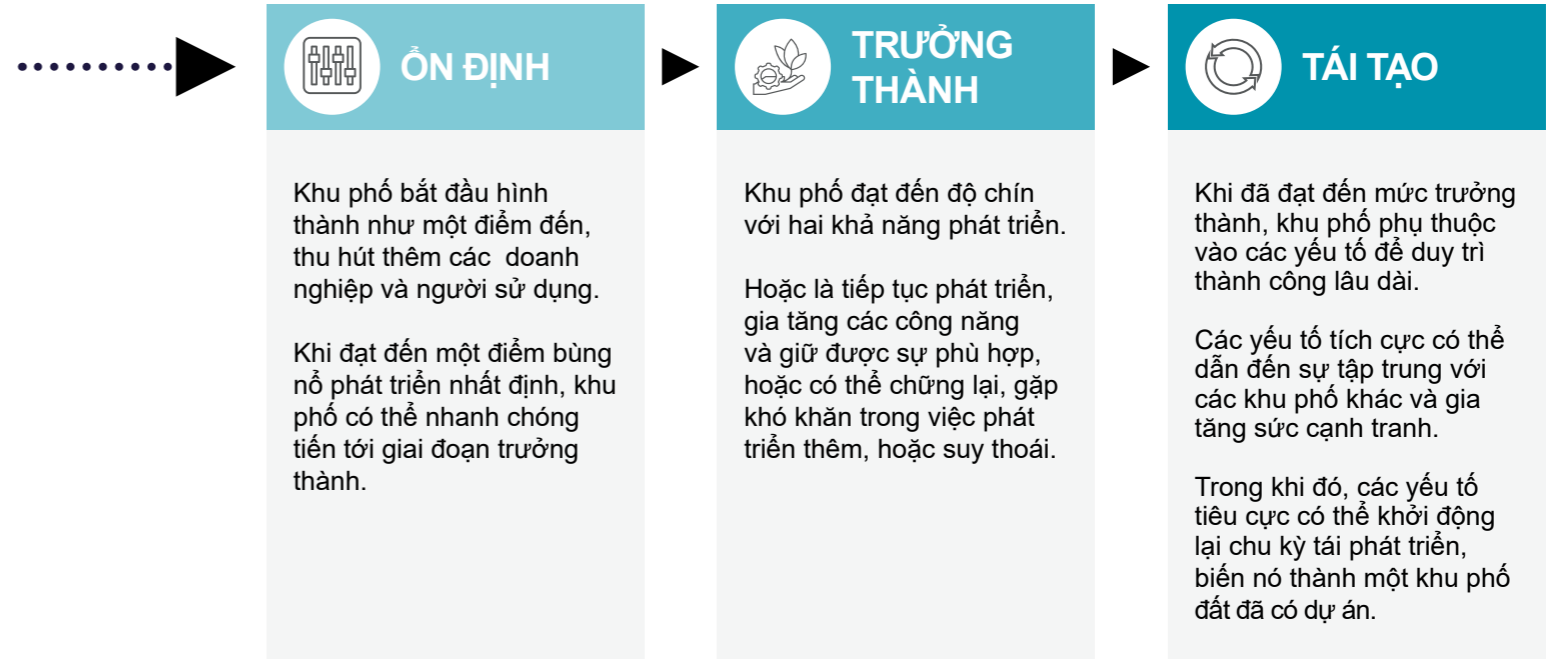 ỔN ĐỊNH
Khu phố bắt đầu hình
thành như một điểm đến,
thu hút thêm các  doanh
nghiệp và người sử dụng.
Khi đạt đến một điểm bùng
nổ phát triển nhất định, khu
phố có thể nhanh chóng
tiến tới giai đoạn trưởng
thành.
TRƯỞNG
THÀNH
Khu phố đạt đến độ chín
với hai khả năng phát triển.
Hoặc là tiếp tục phát triển,
gia tăng các công năng
và giữ được sự phù hợp,
hoặc có thể chững lại, gặp
khó khăn trong việc phát
triển thêm, hoặc suy thoái.
TÁI TẠO
Khi đã đạt đến mức trưởng
thành, khu phố phụ thuộc
vào các yếu tố để duy trì
thành công lâu dài.
Các yếu tố tích cực có thể
dẫn đến sự tập trung với
các khu phố khác và gia
tăng sức cạnh tranh.
Trong khi đó, các yếu tố
tiêu cực có thể khởi động
lại chu kỳ tái phát triển,
biến nó thành một khu phố
đất đã có dự án.